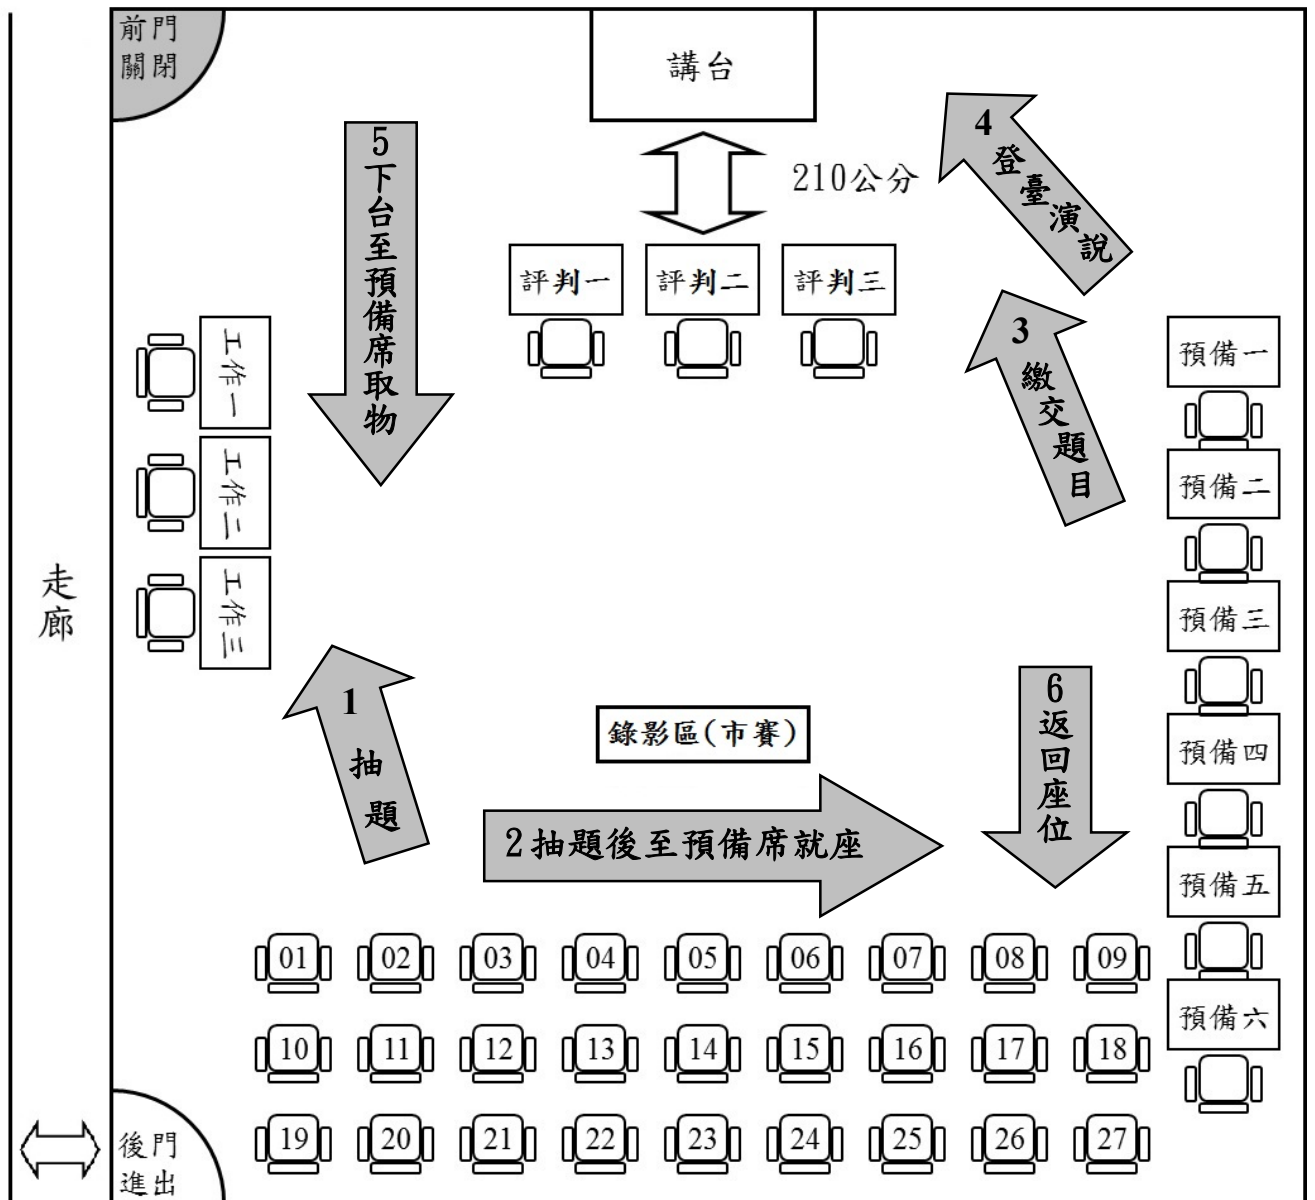 前門
關閉
講台
210公分
評判一
評判二
評判三
4登臺演說
5下台至預備席取物
3繳交題目
工作一
工作二
工作三
預備一
預備二
預備三
預備四
預備五
預備六
走廊
1抽題
錄影區(市賽)
6返回座位
2抽題後至預備席就座
01 02 03 04 05 06 07 08 09
10 11 12 13 14 15 16 17 18
19 20 21 22 23 24 25 26 27
後門
進出